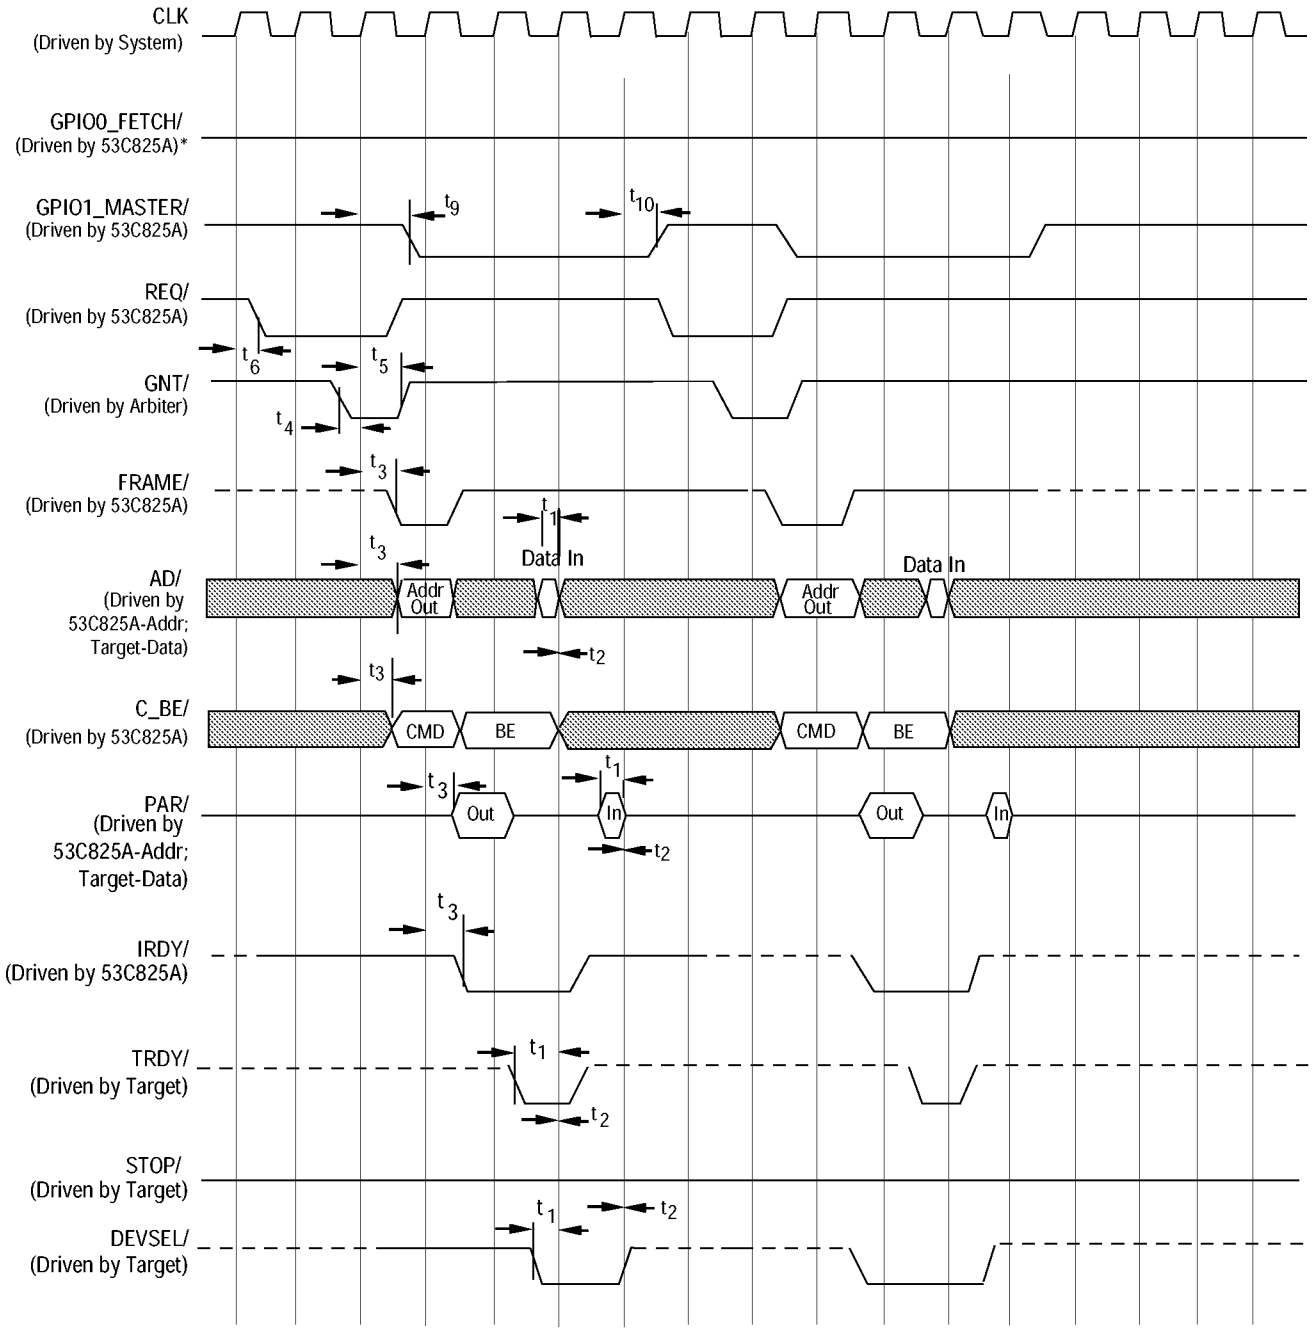 CLK
(Driven by System)
GPIO0_FETCH/
(Driven by 53C825A)*
GPIO1_MASTER/
(Driven by 53C825A)
t9
t10
REQ/
(Driven by 53C825A)
t6
t5
GNT/
(Driven by Arbiter)
t4
FRAME/
(Driven by 53C825A)
t3
t1
Data In
Data In
t3
AD/
(Driven by
53C825A-Addr;
Target-Data)
Addr
Out
Addr
Out
t2
t3
C_BE/
(Driven by 53C825A)
CMD
BE
CMD
BE
t3
t1
PAR/
(Driven by
53C825A-Addr;
Target-Data)
Out
In
Out
In
t2
t3
IRDY/
(Driven by 53C825A)
t1
TRDY/
(Driven by Target)
t2
STOP/
(Driven by Target)
t1
t2
DEVSEL/
(Driven by Target)